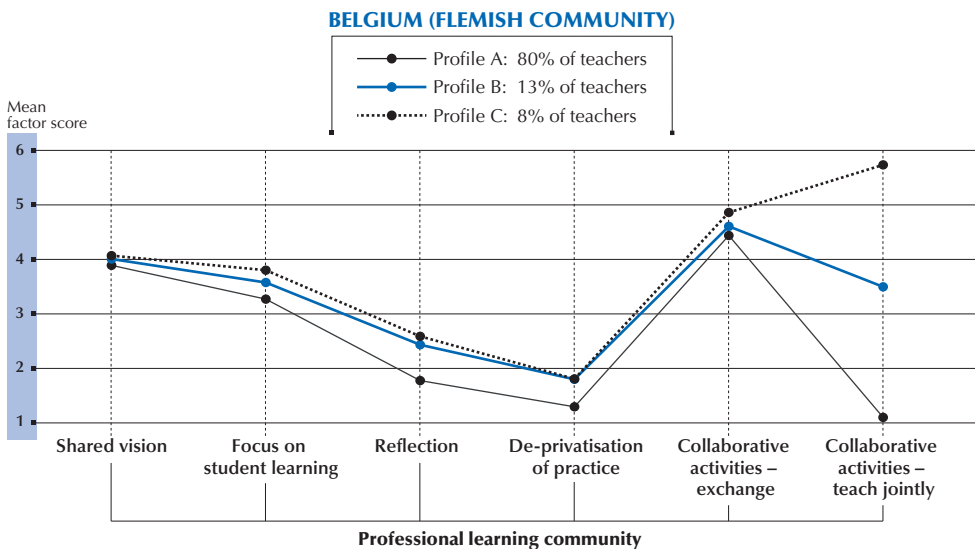 BELGIUM (FLEMISH COMMUNITY)
Profile A: 80% of teachers
Profile B: 13% of teachers
Profile C: 8% of teachers
Mean
factor score
6
5
4
3
2
1
Shared vision
Focus on
student learning
Reflection
De-privatisation
of practice
Collaborative
activities –
exchange
Collaborative
activities –
teach jointly
Professional learning community